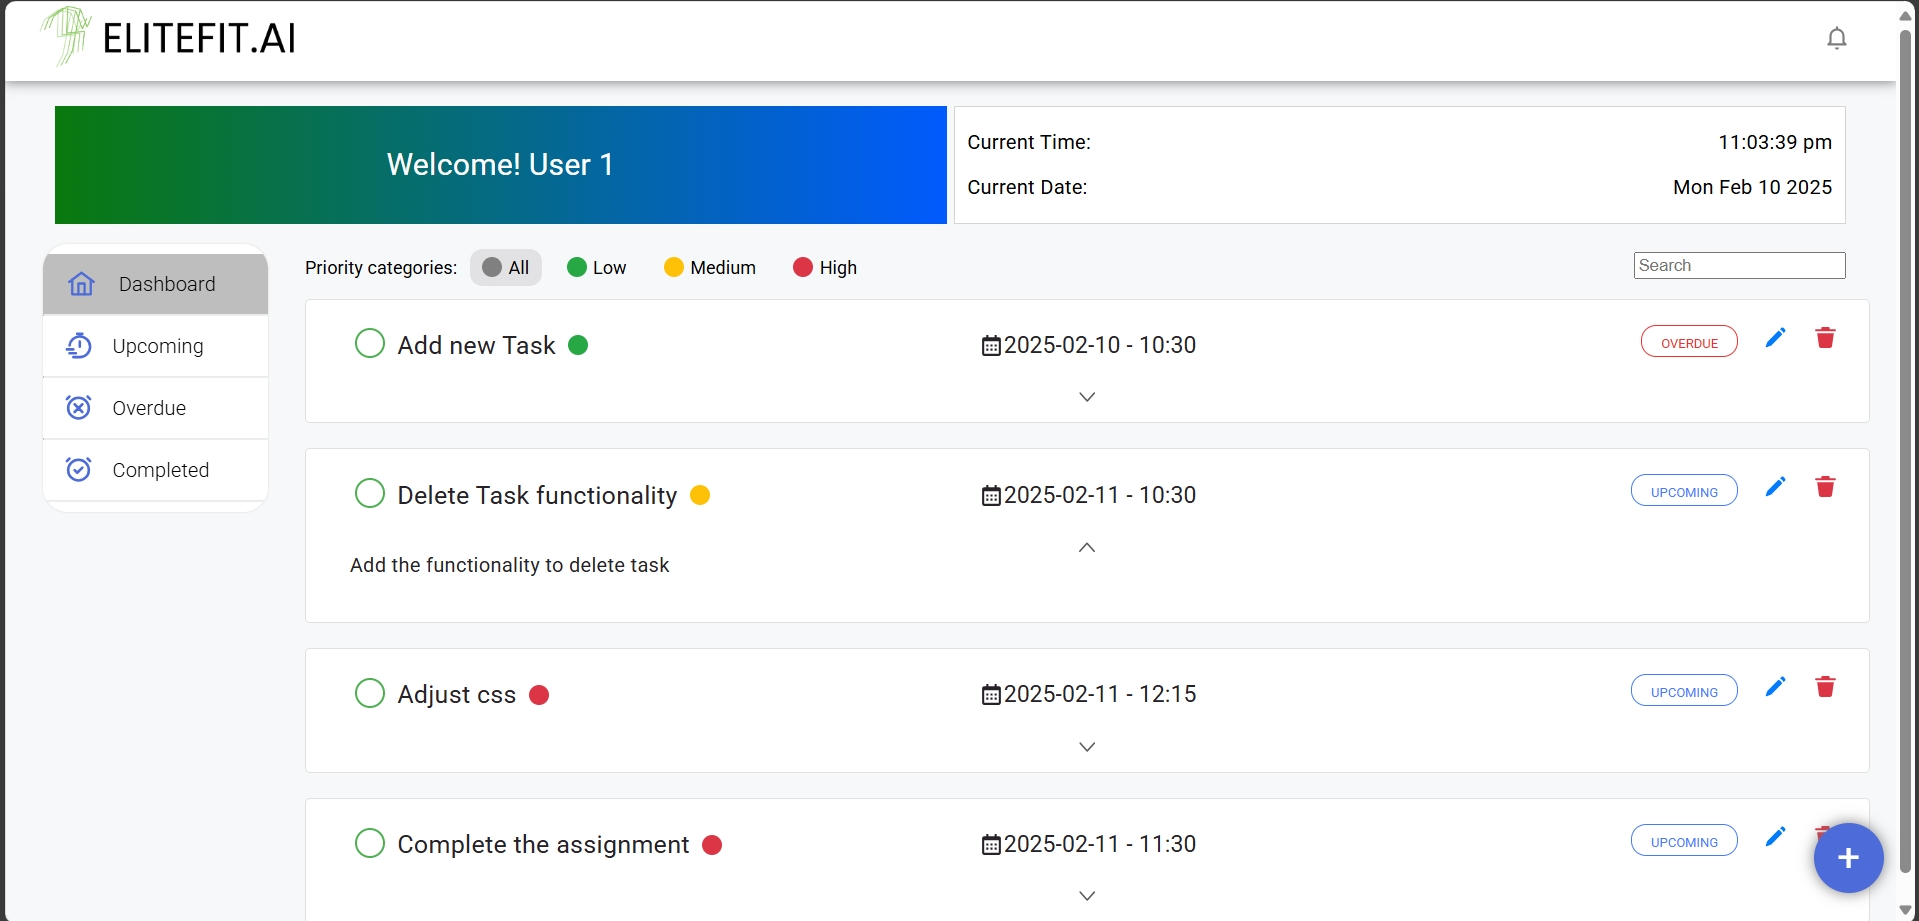 ELITEFIT.AI
Welcome! User 1
Current Time: 11:03:39 pm
Current Date: Mon Feb 10 2025
Dashboard
Upcoming
Overdue
Completed
Priority categories: All Low Medium High
Search
Add new Task 2025-02-10 - 10:30 OVERDUE
Delete Task functionality 2025-02-11 - 10:30 UPCOMING
Add the functionality to delete task
Adjust css 2025-02-11 - 12:15 UPCOMING
Complete the assignment 2025-02-11 - 11:30 UPCOMING
+